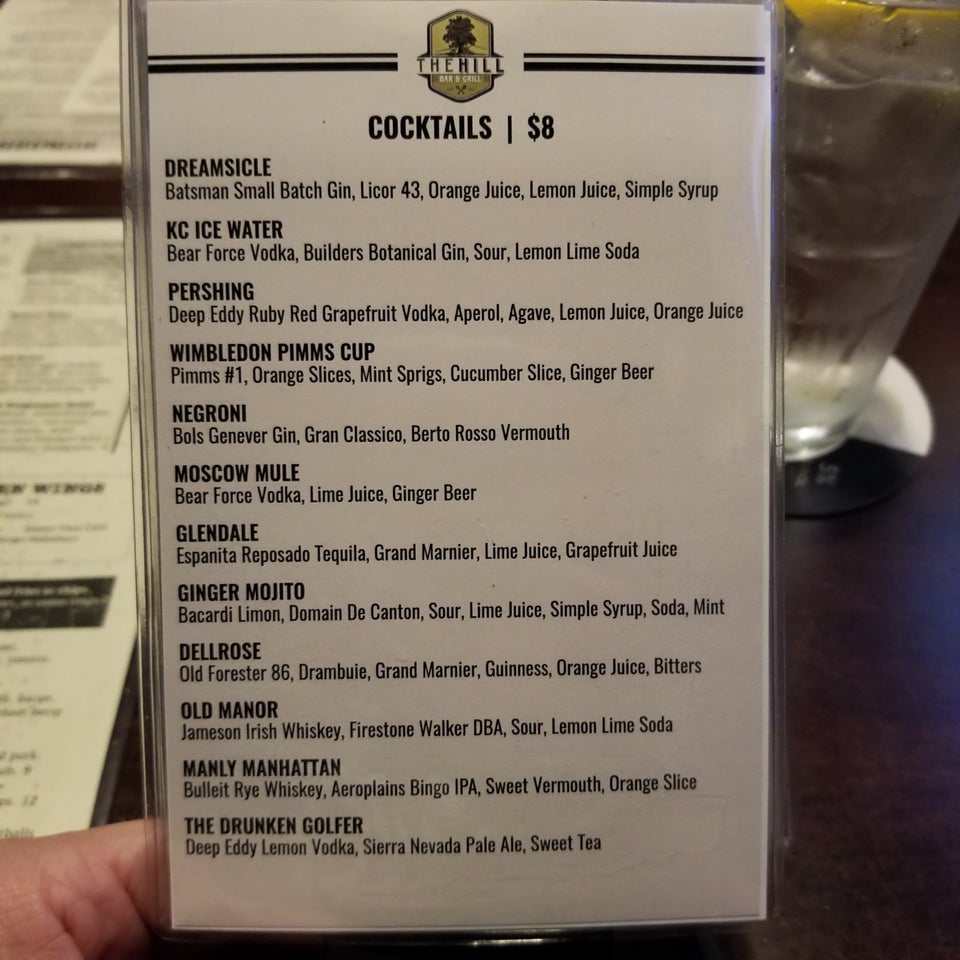 THE HILL
BAR & GRILL
COCKTAILS | $8
DREAMSICLE
Batsman Small Batch Gin, Licor 43, Orange Juice, Lemon Juice, Simple Syrup
KC ICE WATER
Bear Force Vodka, Builders Botanical Gin, Sour, Lemon Lime Soda
PERSHING
Deep Eddy Ruby Red Grapefruit Vodka, Aperol, Agave, Lemon Juice, Orange Juice
WIMBLEDON PIMMS CUP
Pimms #1, Orange Slices, Mint Sprigs, Cucumber Slice, Ginger Beer
NEGRONI
Bols Genever Gin, Gran Classico, Berto Rosso Vermouth
MOSCOW MULE
Bear Force Vodka, Lime Juice, Ginger Beer
GLENDALE
Espanita Reposado Tequila, Grand Marnier, Lime Juice, Grapefruit Juice
GINGER MOJITO
Bacardi Limon, Domain De Canton, Sour, Lime Juice, Simple Syrup, Soda, Mint
DELLROSE
Old Forester 86, Drambuie, Grand Marnier, Guinness, Orange Juice, Bitters
OLD MANOR
Jameson Irish Whiskey, Firestone Walker DBA, Sour, Lemon Lime Soda
MANLY MANHATTAN
Bulleit Rye Whiskey, Aeroplains Bingo IPA, Sweet Vermouth, Orange Slice
THE DRUNKEN GOLFER
Deep Eddy Lemon Vodka, Sierra Nevada Pale Ale, Sweet Tea
WINGS